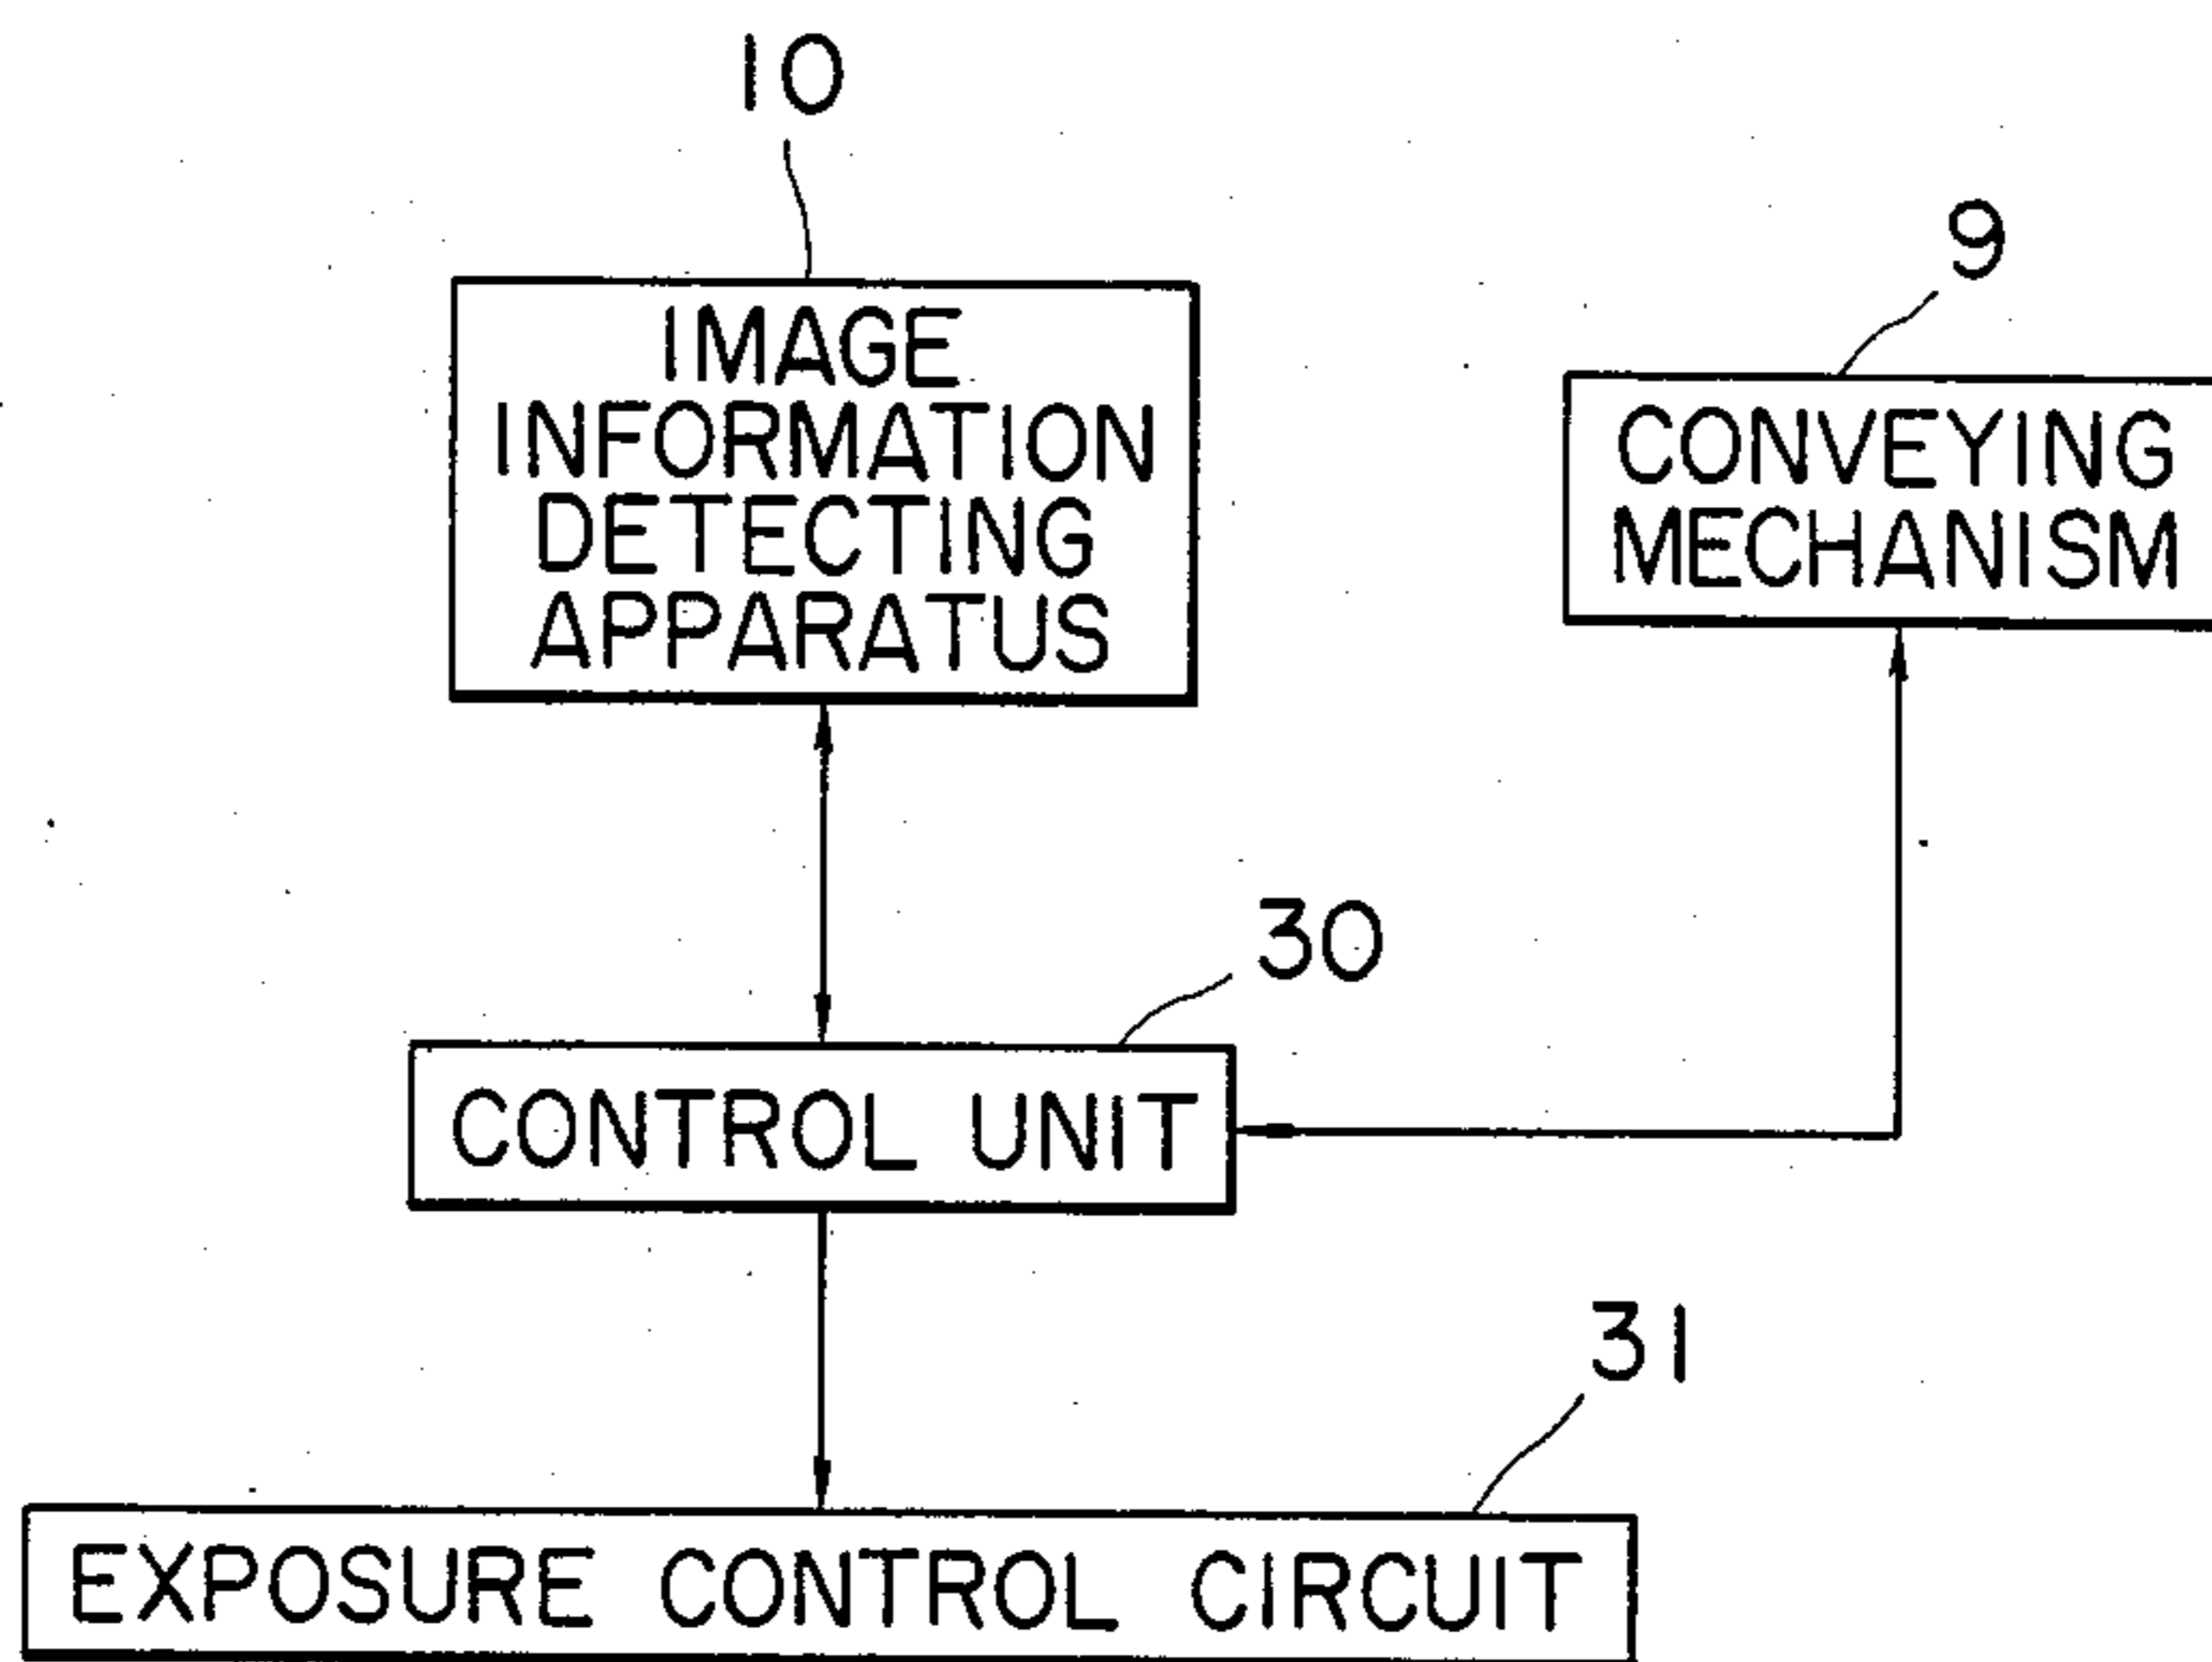 10
IMAGE
INFORMATION
DETECTING
APPARATUS
9
CONVEYING
MECHANISM
30
CONTROL UNIT
31
EXPOSURE CONTROL CIRCUIT